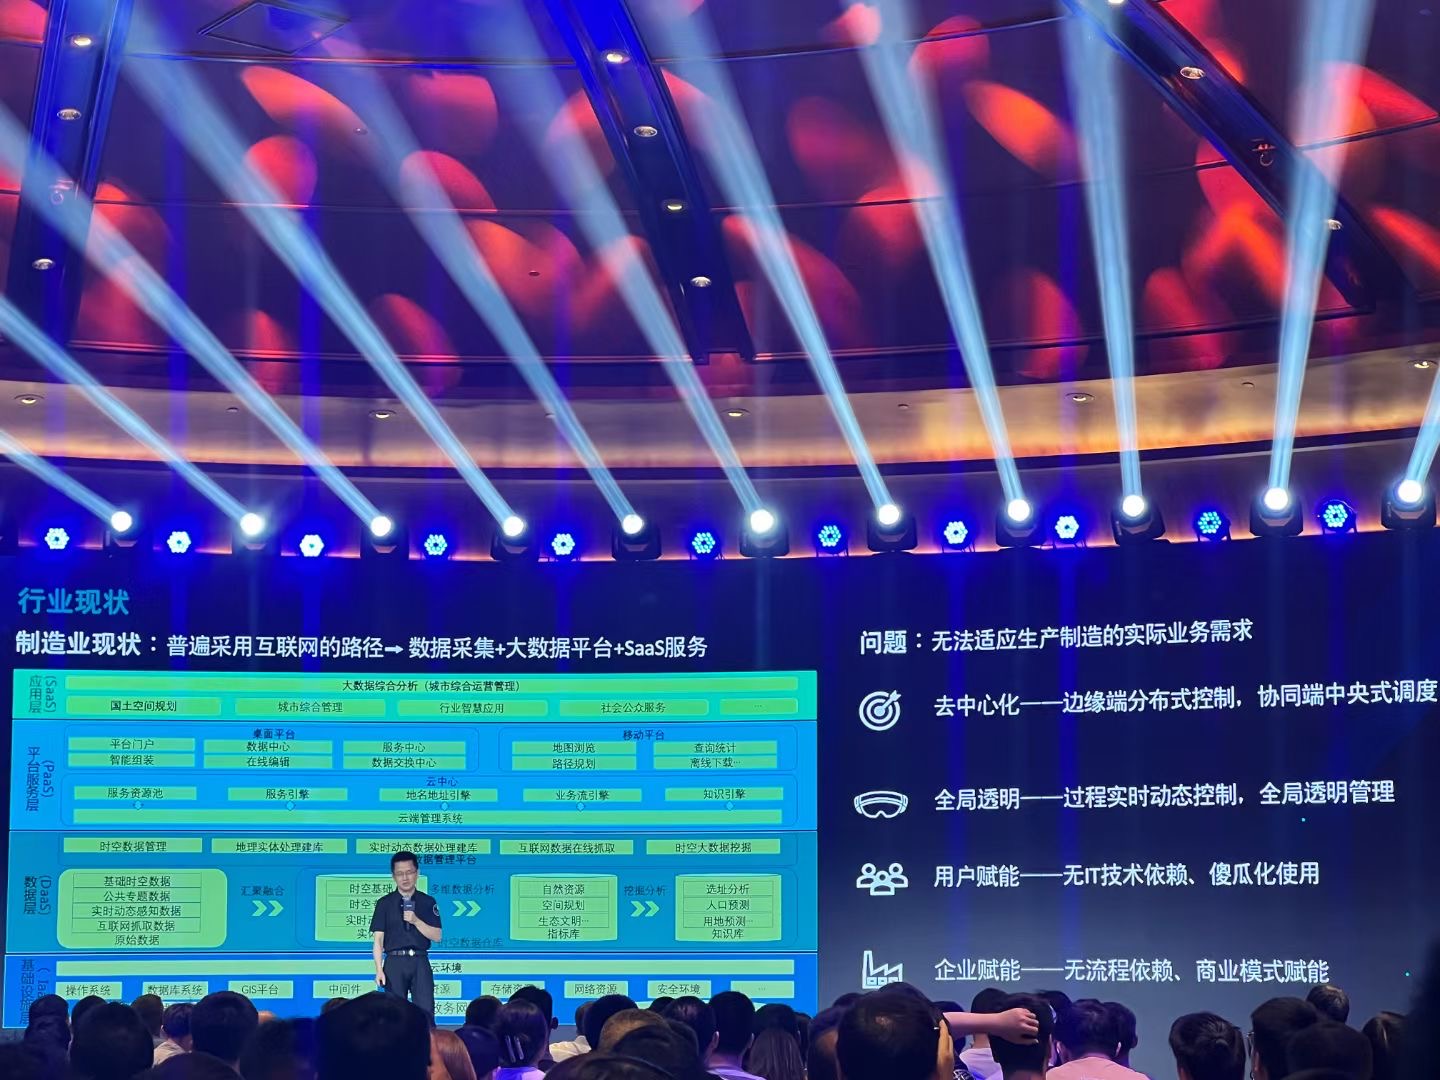 行业现状
制造业现状：普遍采用互联网的路径→数据采集+大数据平台+SaaS服务
应用层
(SaaS)
大数据综合分析（城市综合运营管理）
国土空间规划 城市综合管理 行业智慧应用 社会公众服务 ...
平台服务层
(PaaS)
桌面平台 移动平台
平台门户 数据中心 服务中心 地图浏览 查询统计
智能组装 在线编辑 数据交换中心 路径规划 离线下载...
云中心
服务资源池 服务引擎 地名地址引擎 业务流引擎 知识引擎
云端管理系统
数据层
(DaaS)
时空数据管理 地理实体处理建库 实时动态数据处理建库 互联网数据在线抓取 时空大数据挖掘
数据管理平台
基础时空数据
公共专题数据
实时动态感知数据
互联网抓取数据
原始数据
汇聚融合
时空基础
时空
实时
实体
多维数据分析
时空数据仓库
自然资源
空间规划
生态文明...
指标库
挖掘分析
选址分析
人口预测
用地预测...
知识库
云环境
操作系统 数据库系统 GIS平台 中间件 资源 存储 网络资源 安全环境 ...
政务网
问题：无法适应生产制造的实际业务需求
去中心化——边缘端分布式控制，协同端中央式调度
全局透明——过程实时动态控制，全局透明管理
用户赋能——无IT技术依赖、傻瓜化使用
企业赋能——无流程依赖、商业模式赋能